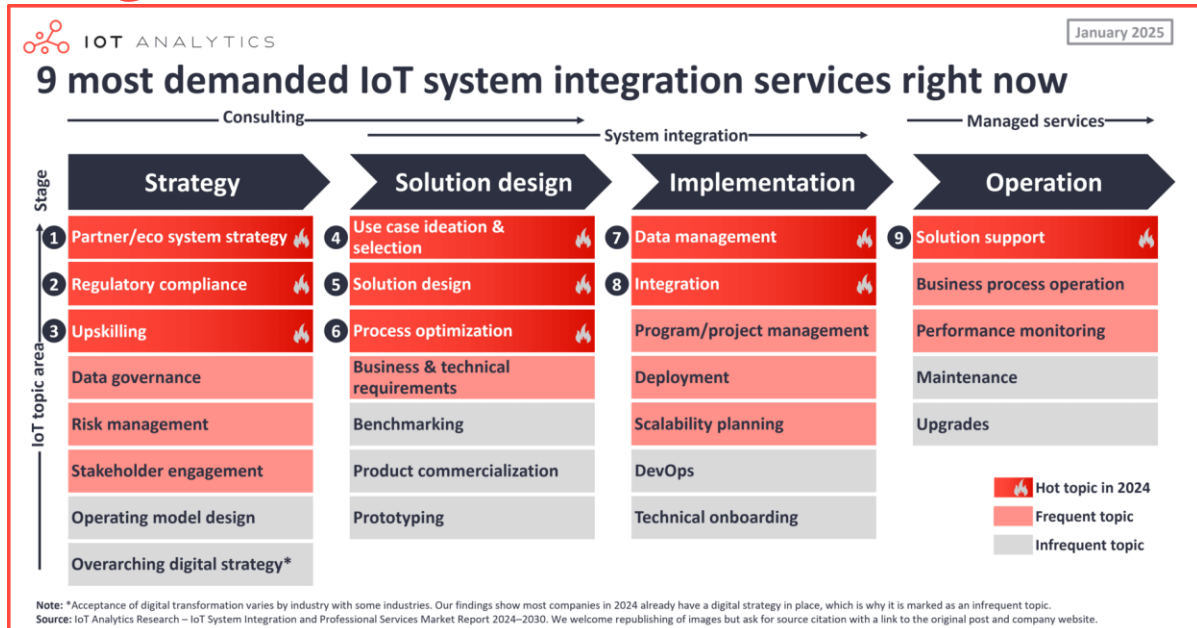 IOT ANALYTICS
January 2025
9 most demanded IoT system integration services right now
Consulting
System integration
Managed services
Stage
Strategy
Solution design
Implementation
Operation
IoT topic area
1 Partner/eco system strategy
2 Regulatory compliance
3 Upskilling
Data governance
Risk management
Stakeholder engagement
Operating model design
Overarching digital strategy*
4 Use case ideation &
selection
5 Solution design
6 Process optimization
Business & technical
requirements
Benchmarking
Product commercialization
Prototyping
7 Data management
8 Integration
Program/project management
Deployment
Scalability planning
DevOps
Technical onboarding
9 Solution support
Business process operation
Performance monitoring
Maintenance
Upgrades
Hot topic in 2024
Frequent topic
Infrequent topic
Note: *Acceptance of digital transformation varies by industry with some industries. Our findings show most companies in 2024 already have a digital strategy in place, which is why it is marked as an infrequent topic.
Source: IoT Analytics Research – IoT System Integration and Professional Services Market Report 2024–2030. We welcome republishing of images but ask for source citation with a link to the original post and company website.